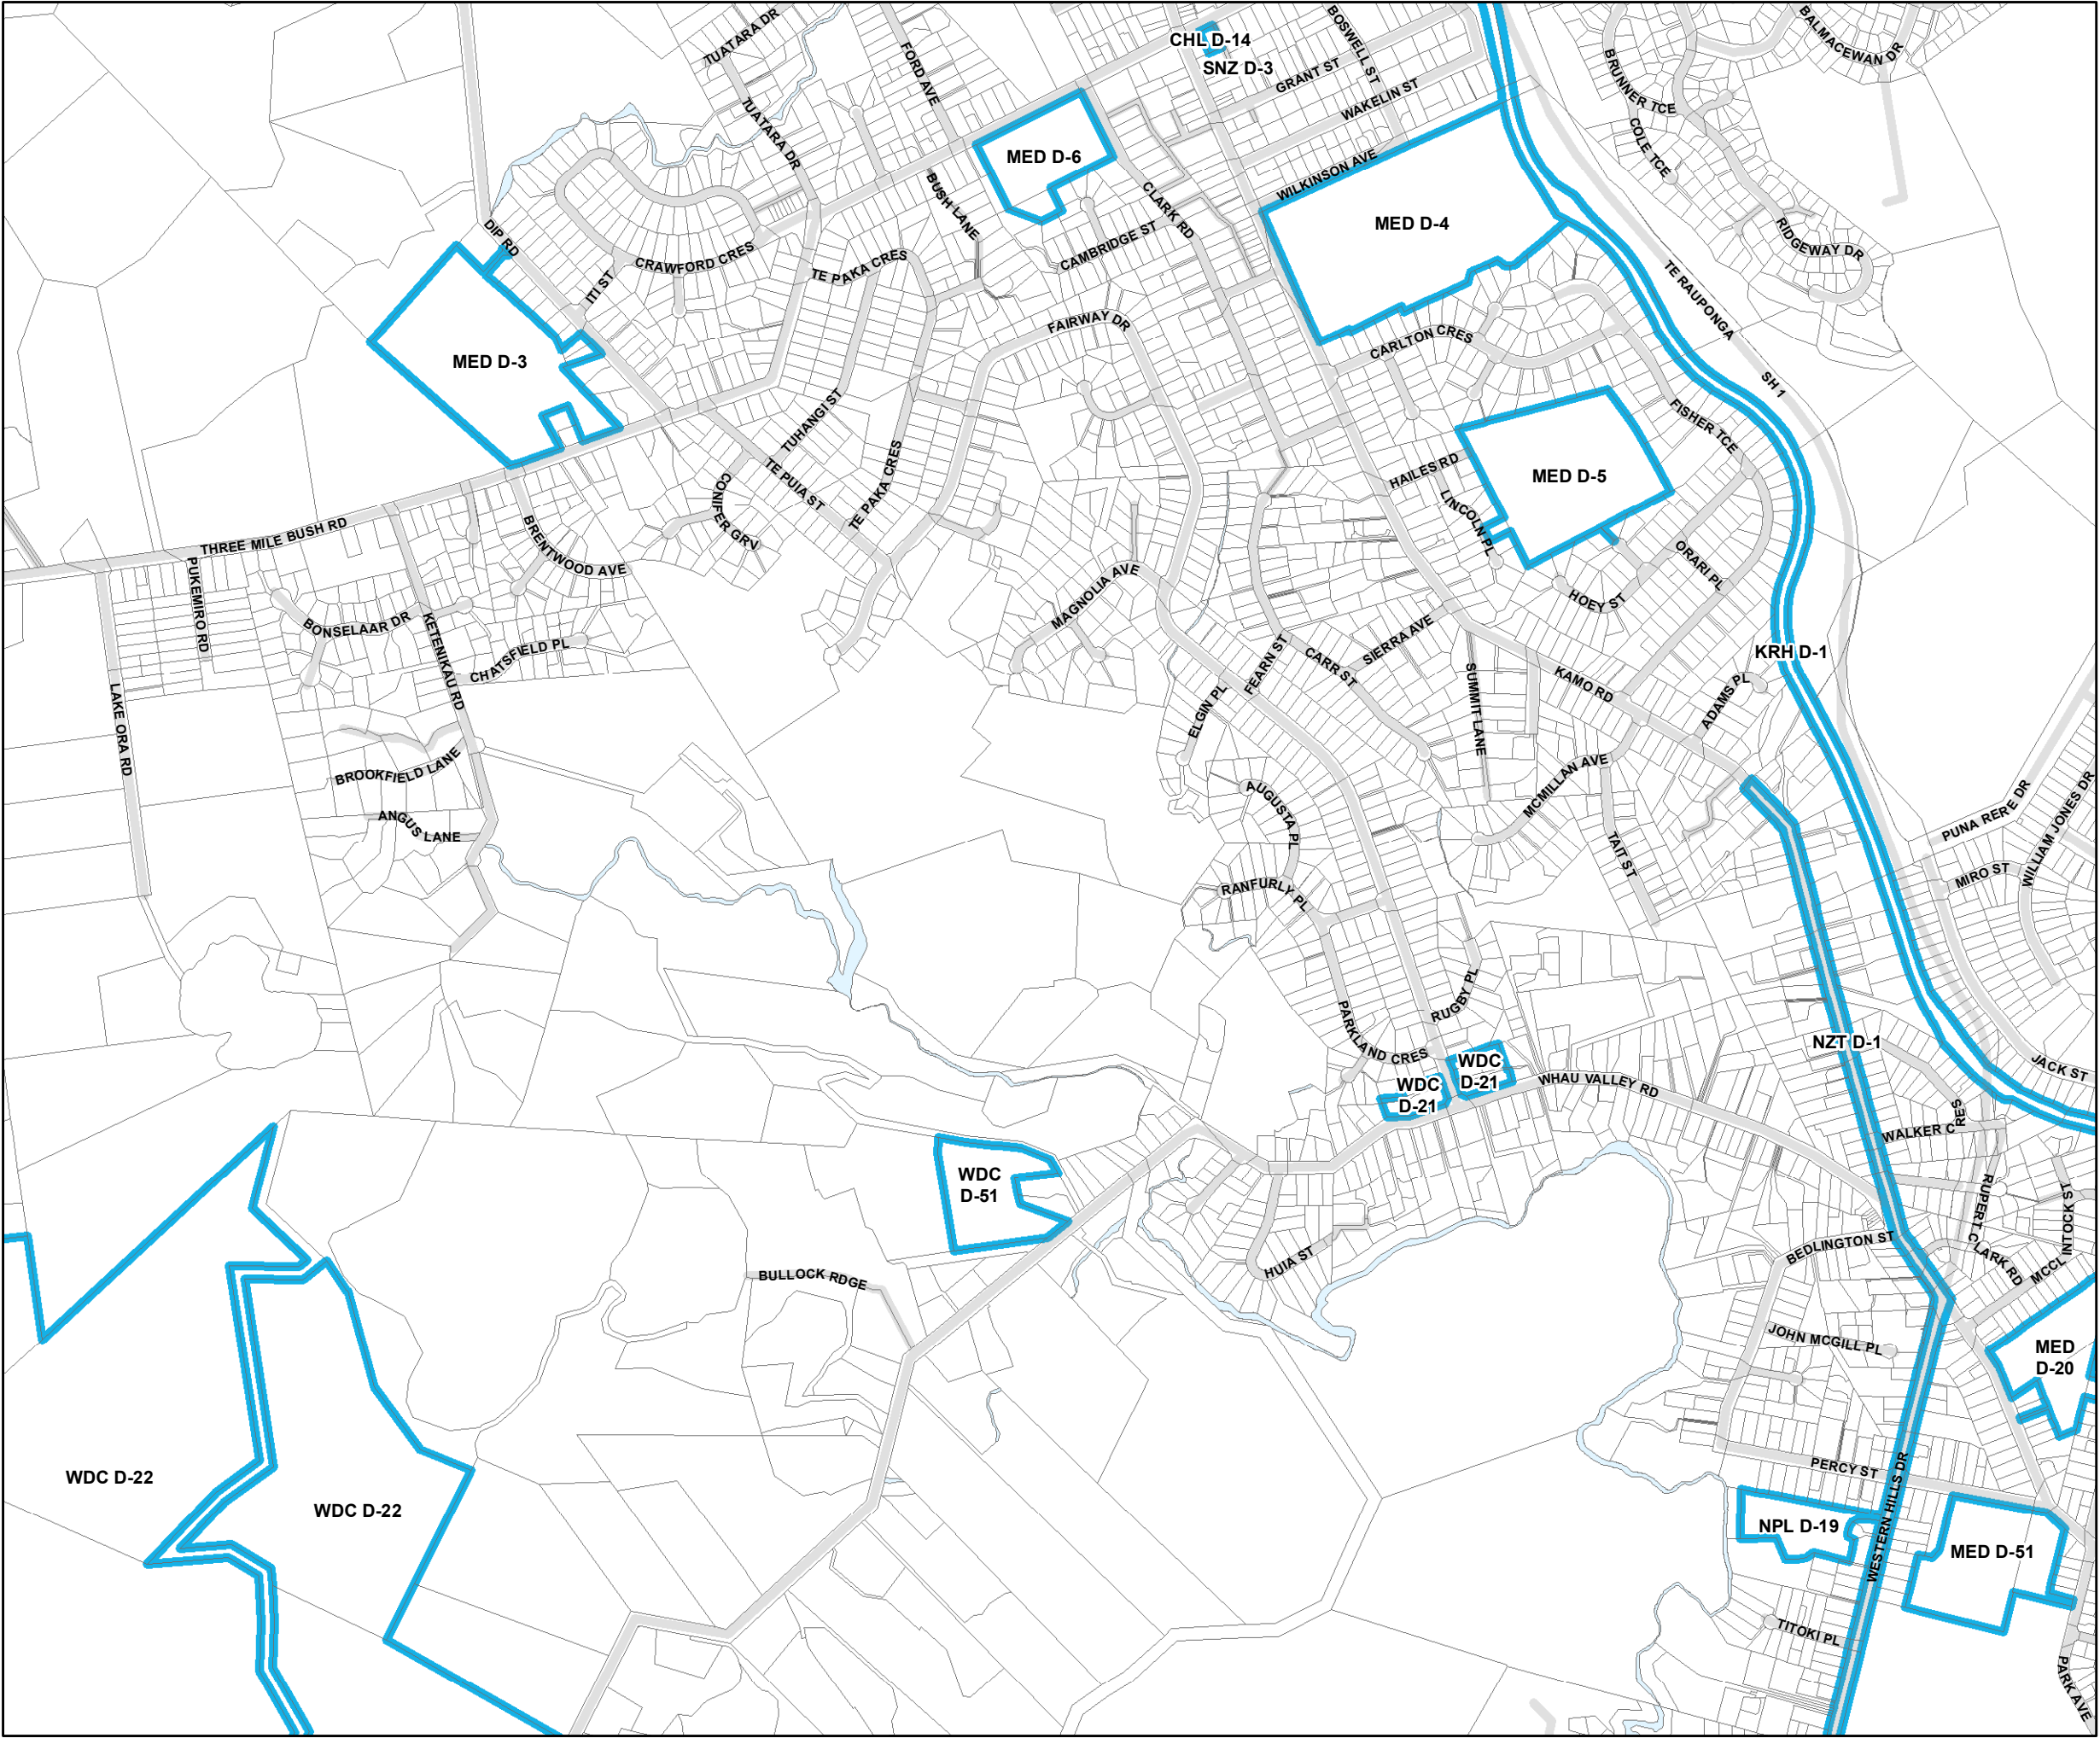 TUATARA DR
FORD AVE
CHL D-14
SNZ D-3
BOSWELL ST
GRANT ST
WAKELIN ST
BALMACEWAN DR
BRUNNER TCE
COLE TCE
RIDGEWAY DR
TUATARA DR
BUSH LANE
MED D-6
CLARK RD
CAMBRIDGE ST
WILKINSON AVE
MED D-4
DIP RD
ITI ST
CRAWFORD CRES
TE PAKA CRES
FAIRWAY DR
TE RAUPONGA
SH 1
MED D-3
CARLTON CRES
FISHER TCE
TUHANGI ST
TE PUIA ST
TE PAKA CRES
CONIFER GRV
HAILES RD
LINCOLN PL
MED D-5
ORARI PL
HOEY ST
THREE MILE BUSH RD
PUKEMIRO RD
BRENTWOOD AVE
BONSELAAR DR
KETENIKAU RD
CHATSFIELD PL
MAGNOLIA AVE
FEARN ST
CARR ST
SIERRA AVE
ELGIN PL
SUMMIT LANE
KAMO RD
ADAMS PL
KRH D-1
LAKE ORA RD
BROOKFIELD LANE
ANGUS LANE
AUGUSTA PL
RANFURLY PL
MCMILLAN AVE
TAIT ST
PUNA RERE DR
MIRO ST
WILLIAM JONES DR
RUGBY PL
PARKLAND CRES
NZT D-1
JACK ST
WDC
D-21
WDC
D-21
WHAU VALLEY RD
WALKER CRES
WDC
D-51
HUIA ST
BULLOCK RDGE
RUPERT CLARK RD
MCCLINTOCK ST
BEDLINGTON ST
JOHN MCGILL PL
MED
D-20
WDC D-22
WDC D-22
PERCY ST
WESTERN HILLS DR
NPL D-19
MED D-51
TITOKI PL
PARK AVE